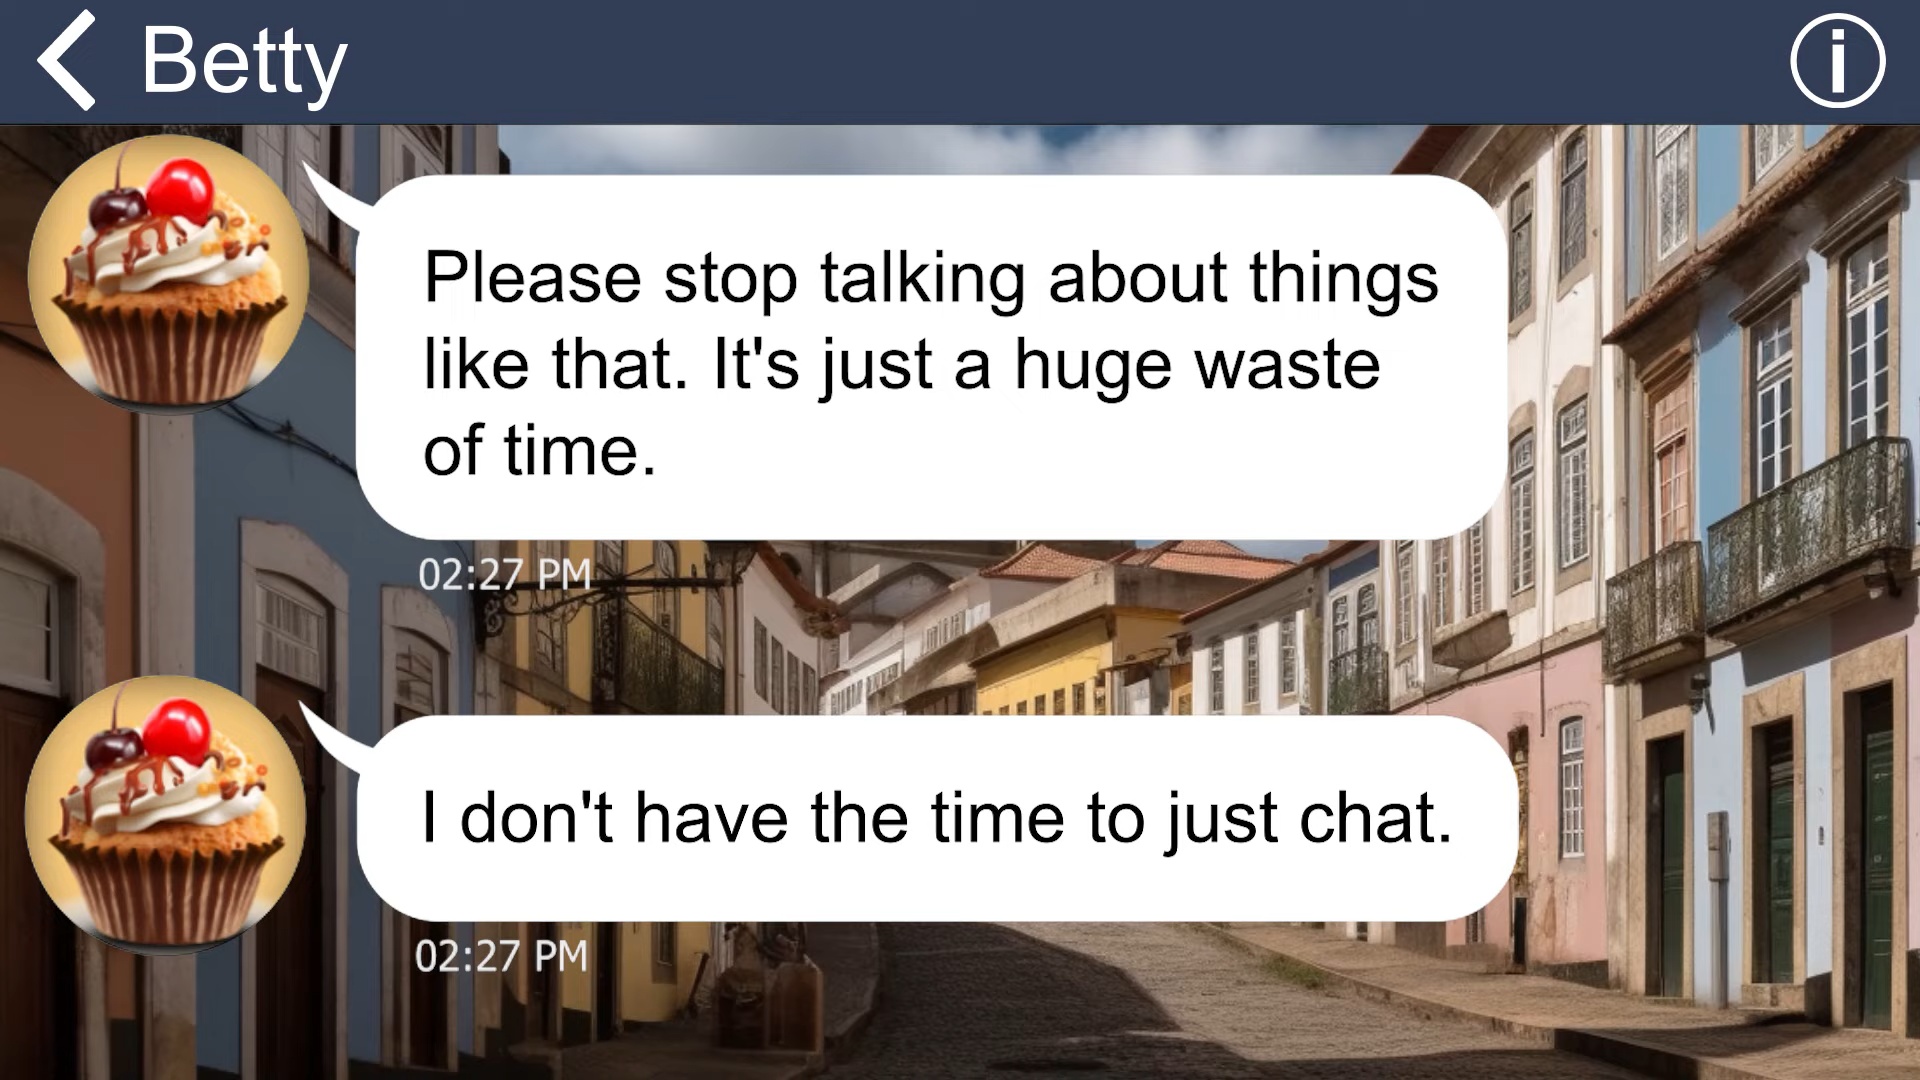 Betty
Please stop talking about things
like that. It's just a huge waste
of time.
02:27 PM
I don't have the time to just chat.
02:27 PM